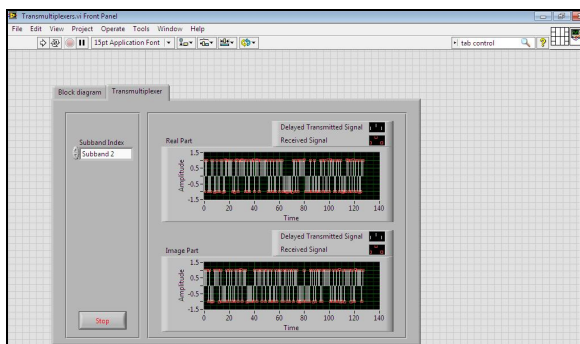 Transmultiplexers.vi Front Panel
File Edit View Project Operate Tools Window Help
15pt Application Font
tab control
Block diagram Transmultiplexer
Subband Index
Subband 2
Delayed Transmitted Signal
Received Signal
Real Part
Amplitude
1.5
0.5
-0.5
-1.5
0 20 40 60 80 100 120 140
Time
Delayed Transmitted Signal
Received Signal
Image Part
Amplitude
1.5
0.5
-0.5
-1.5
0 20 40 60 80 100 120 140
Time
Stop